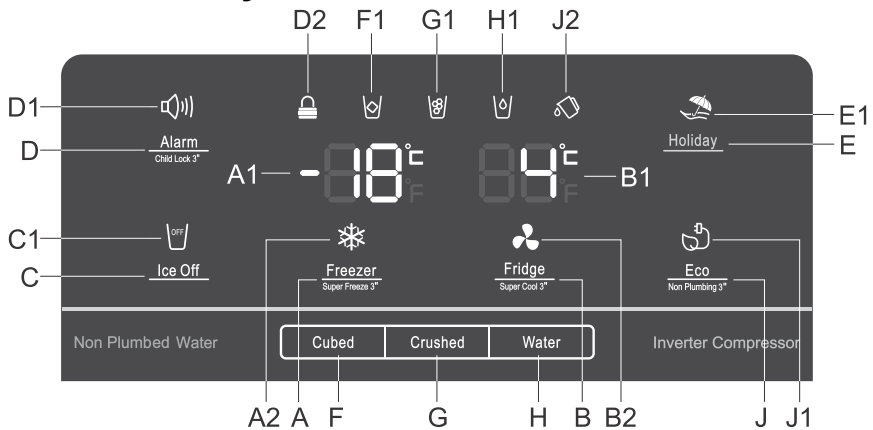 D2 F1 G1 H1 J2
D1
E1
Alarm
Holiday
D
E
Child Lock 3"
A1
-18 °C °F
4 °C °F
B1
C1
OFF
C
Ice Off
Freezer
Fridge
Eco
Super Freeze 3"
Super Cool 3"
Non Plumbing 3"
Non Plumbed Water
Cubed
Crushed
Water
Inverter Compressor
A2 A F G H B B2 J J1